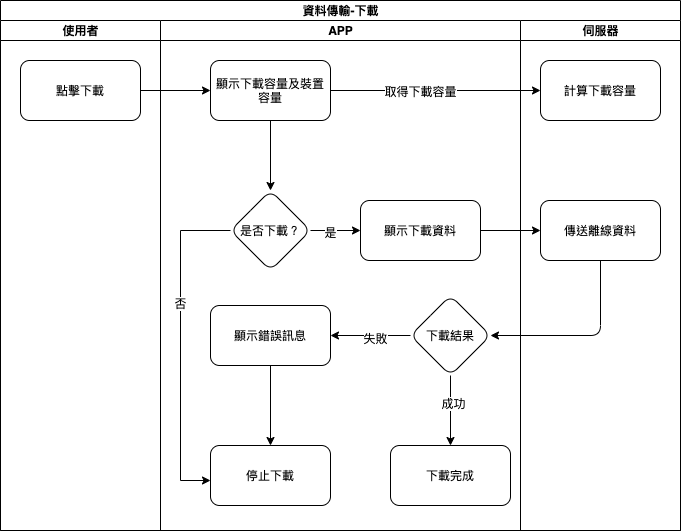 資料傳輸-下載
使用者
APP
伺服器
點擊下載
顯示下載容量及裝置
容量
取得下載容量
計算下載容量
是否下載？
是
顯示下載資料
傳送離線資料
否
顯示錯誤訊息
失敗
下載結果
成功
停止下載
下載完成